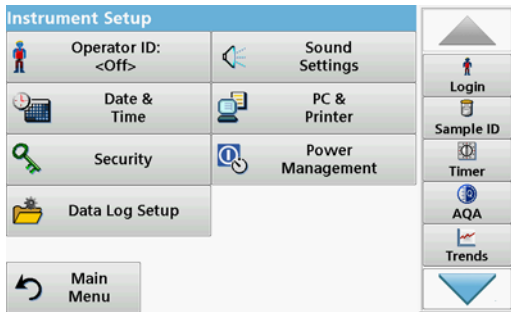 Instrument Setup
Operator ID:
<Off>
Sound
Settings
Date &
Time
PC &
Printer
Security
Power
Management
Data Log Setup
Main
Menu
Login
Sample ID
Timer
AQA
Trends